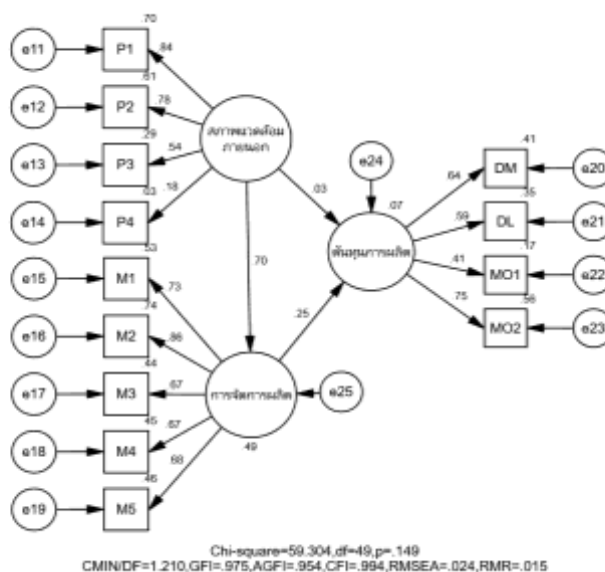 .70
e11 P1 .84
.61
e12 P2 .78
.29
e13 P3 .54
.03
e14 P4 .18
สภาพแวดล้อม
ภายนอก
.53
e15 M1 .73
.74
e16 M2 .86
.44
e17 M3 .67
.45
e18 M4 .67
.46
e19 M5 .68
.70
.03
.25
การจัดการผลิต
.49
e25
e24
.07
ต้นทุนการผลิต
.41
.64 DM e20
.35
.59 DL e21
.17
.41 MO1 e22
.56
.75 MO2 e23
Chi-square=59.304,df=49,p=.149
CMIN/DF=1.210,GFI=.975,AGFI=.954,CFI=.994,RMSEA=.024,RMR=.015